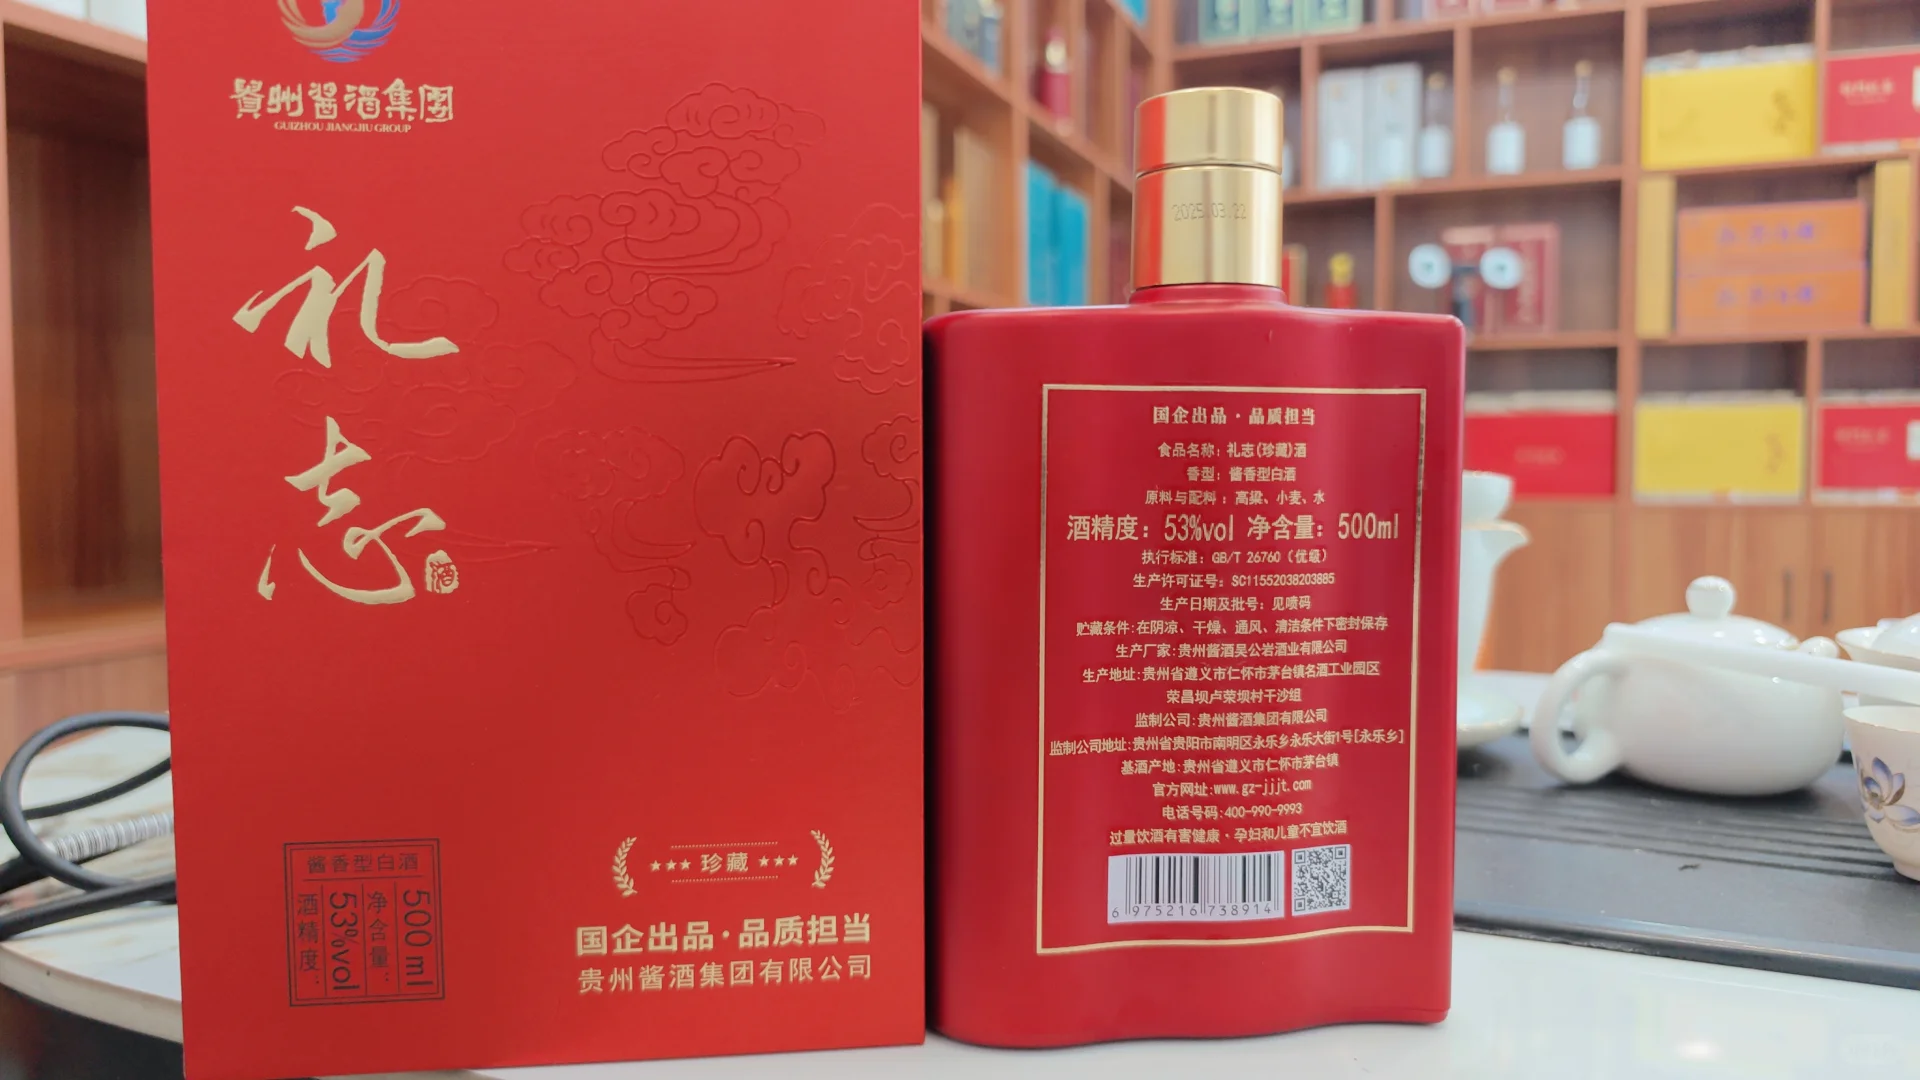 貴州酱酒集团
GUIZHOU JIANGJIU GROUP
礼
志
酒
酱香型白酒
酒精度：
53%vol
净含量：
500ml
★★★ 珍藏 ★★★
国企出品·品质担当
贵州酱酒集团有限公司
2025.03.22
国企出品·品质担当
食品名称：礼志(珍藏)酒
香型：酱香型白酒
原料与配料：高粱、小麦、水
酒精度：53%vol 净含量：500ml
执行标准：GB/T 26760（优级）
生产许可证号：SC11552038203885
生产日期及批号：见喷码
贮藏条件:在阴凉、干燥、通风、清洁条件下密封保存
生产厂家:贵州酱酒吴公岩酒业有限公司
生产地址:贵州省遵义市仁怀市茅台镇名酒工业园区
荣昌坝卢荣坝村干沙组
监制公司:贵州酱酒集团有限公司
监制公司地址:贵州省贵阳市南明区永乐乡永乐大街1号[永乐乡]
基酒产地:贵州省遵义市仁怀市茅台镇
官方网址:www.gz-jjjt.com
电话号码:400-990-9993
过量饮酒有害健康·孕妇和儿童不宜饮酒
6 975216 738914